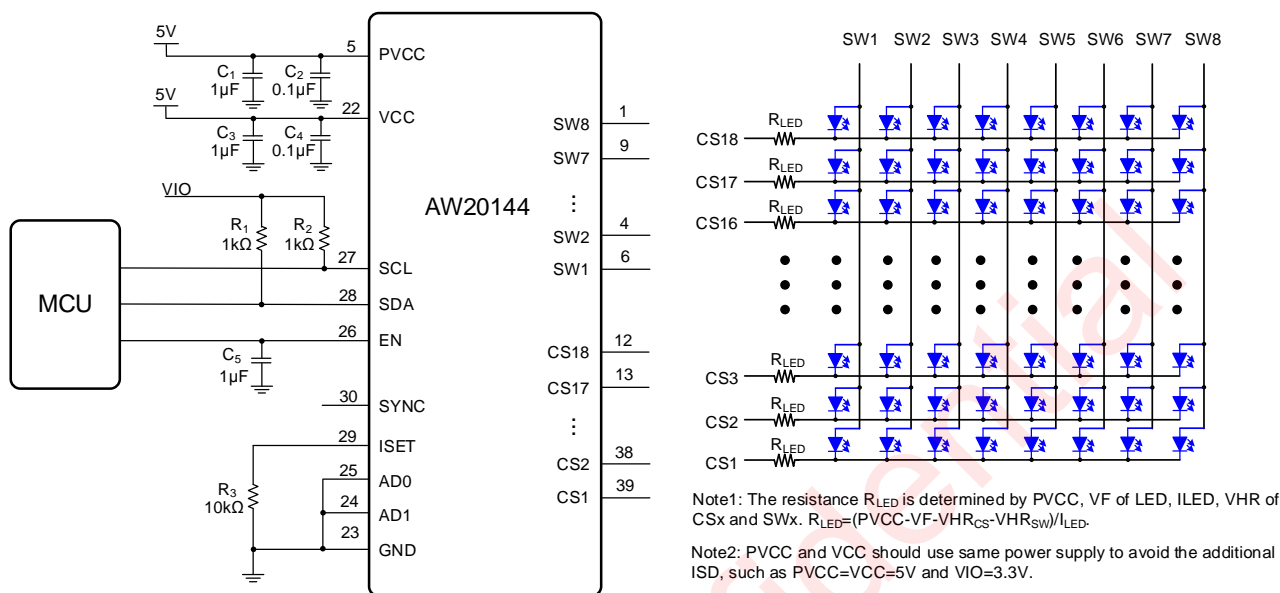 5V
5
PVCC
C1
1µF
C2
0.1µF
5V
22
VCC
C3
1µF
C4
0.1µF
VIO
R1
1kΩ
R2
1kΩ
MCU
27
SCL
28
SDA
26
EN
C5
1µF
30
SYNC
29
ISET
R3
10kΩ
25
AD0
24
AD1
23
GND
AW20144
SW8
1
SW7
9
SW2
4
SW1
6
CS18
12
CS17
13
CS2
38
CS1
39
SW1 SW2 SW3 SW4 SW5 SW6 SW7 SW8
RLED
CS18
RLED
CS17
RLED
CS16
RLED
CS3
RLED
CS2
RLED
CS1
Note1: The resistance RLED is determined by PVCC, VF of LED, ILED, VHR of
CSx and SWx. RLED=(PVCC-VF-VHRCS-VHRSW)/ILED.
Note2: PVCC and VCC should use same power supply to avoid the additional
ISD, such as PVCC=VCC=5V and VIO=3.3V.
fidential